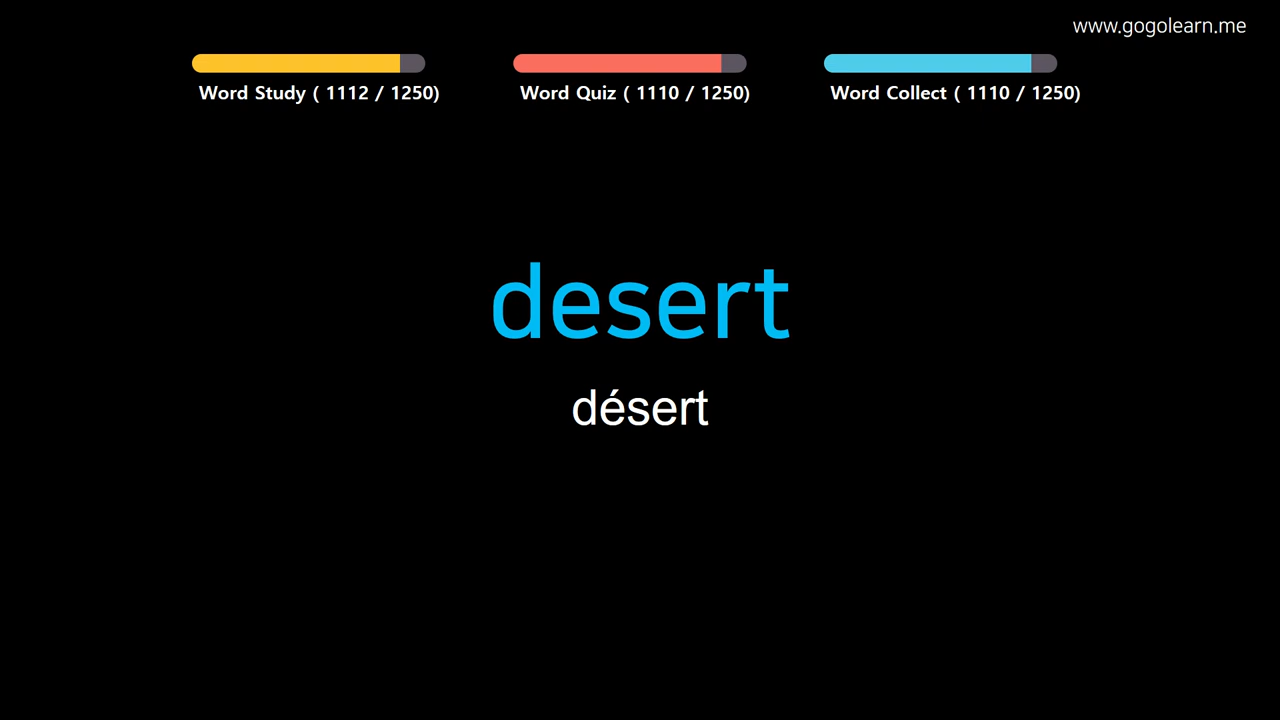 www.gogolearn.me
Word Study ( 1112 / 1250)
Word Quiz ( 1110 / 1250)
Word Collect ( 1110 / 1250)
desert
désert